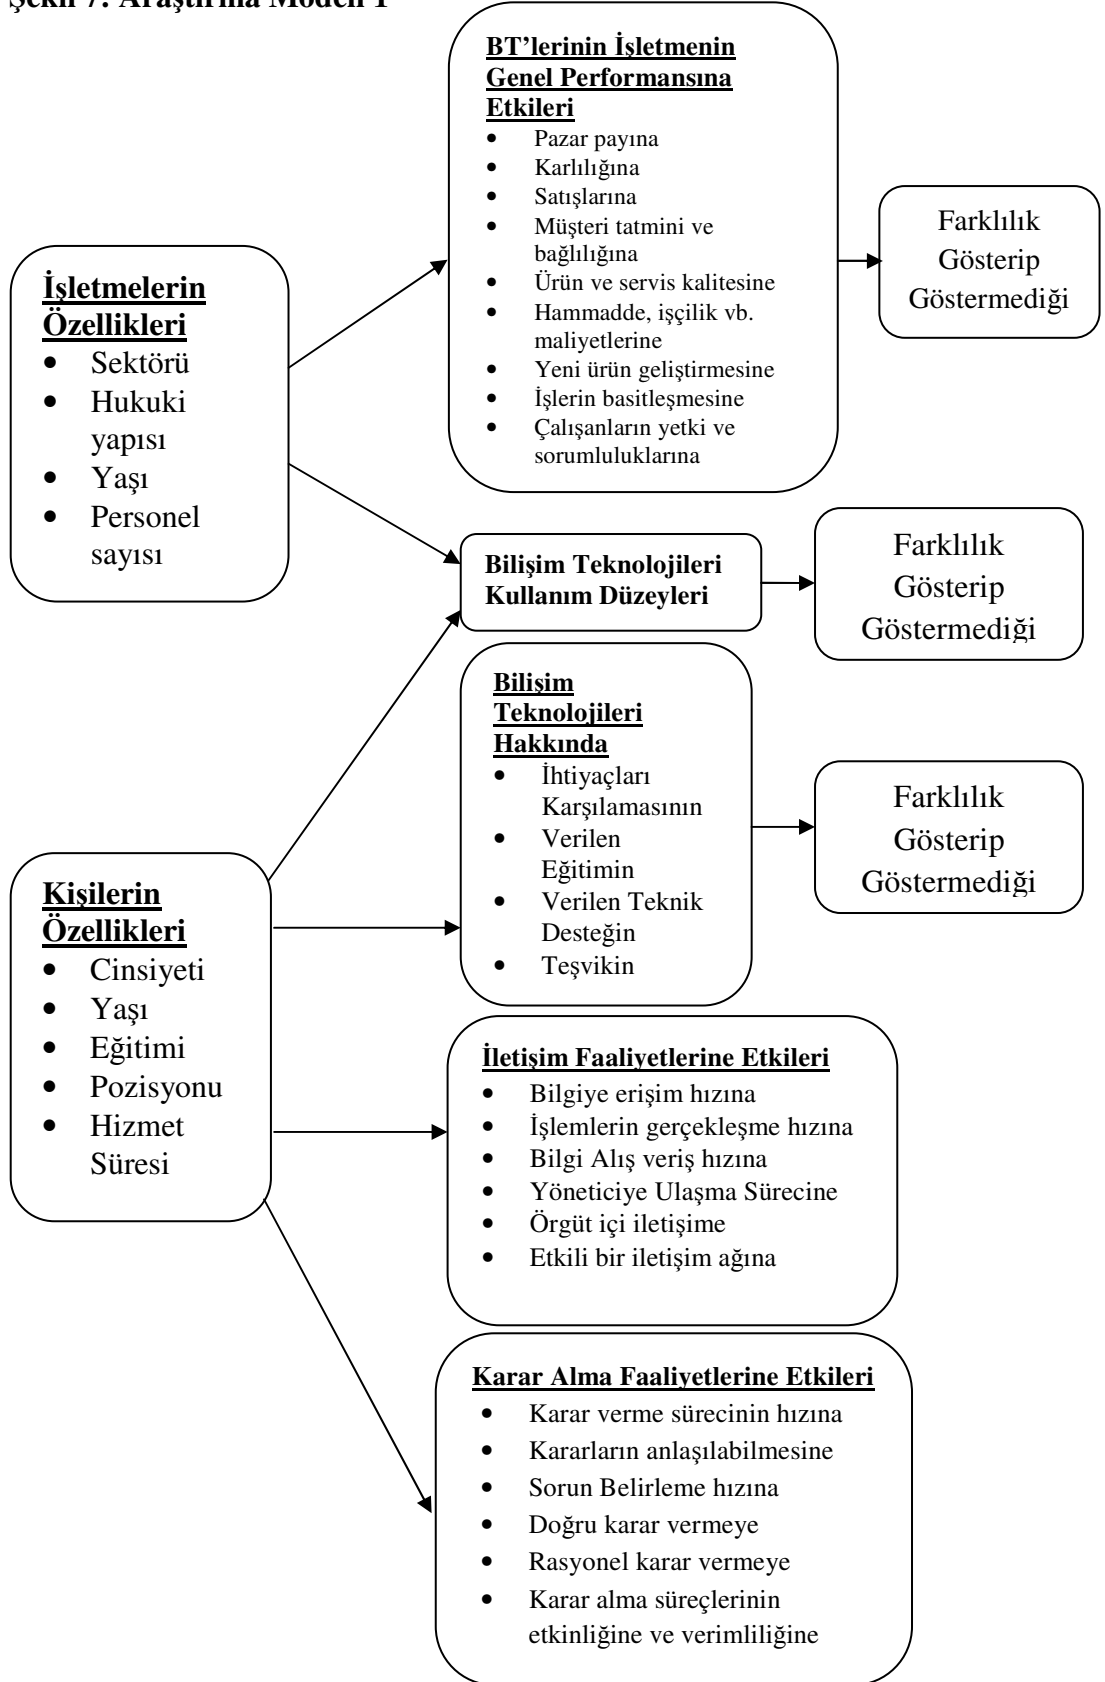 Şekil 7: Araştırma Modeli 1
BT’lerinin İşletmenin
Genel Performansına
Etkileri
• Pazar payına
• Karlılığına
• Satışlarına
• Müşteri tatmini ve
bağlılığına
• Ürün ve servis kalitesine
• Hammadde, işçilik vb.
maliyetlerine
• Yeni ürün geliştirmesine
• İşlerin basitleşmesine
• Çalışanların yetki ve
sorumluluklarına
Farklılık
Gösterip
Göstermediği
İşletmelerin
Özellikleri
• Sektörü
• Hukuki
yapısı
• Yaşı
• Personel
sayısı
Bilişim Teknolojileri
Kullanım Düzeyleri
Farklılık
Gösterip
Göstermediği
Bilişim
Teknolojileri
Hakkında
• İhtiyaçları
Karşılamasının
• Verilen
Eğitimin
• Verilen Teknik
Desteğin
• Teşvikin
Farklılık
Gösterip
Göstermediği
Kişilerin
Özellikleri
• Cinsiyeti
• Yaşı
• Eğitimi
• Pozisyonu
• Hizmet
Süresi
İletişim Faaliyetlerine Etkileri
• Bilgiye erişim hızına
• İşlemlerin gerçekleşme hızına
• Bilgi Alış veriş hızına
• Yöneticiye Ulaşma Sürecine
• Örgüt içi iletişime
• Etkili bir iletişim ağına
Karar Alma Faaliyetlerine Etkileri
• Karar verme sürecinin hızına
• Kararların anlaşılabilmesine
• Sorun Belirleme hızına
• Doğru karar vermeye
• Rasyonel karar vermeye
• Karar alma süreçlerinin
etkinliğine ve verimliliğine